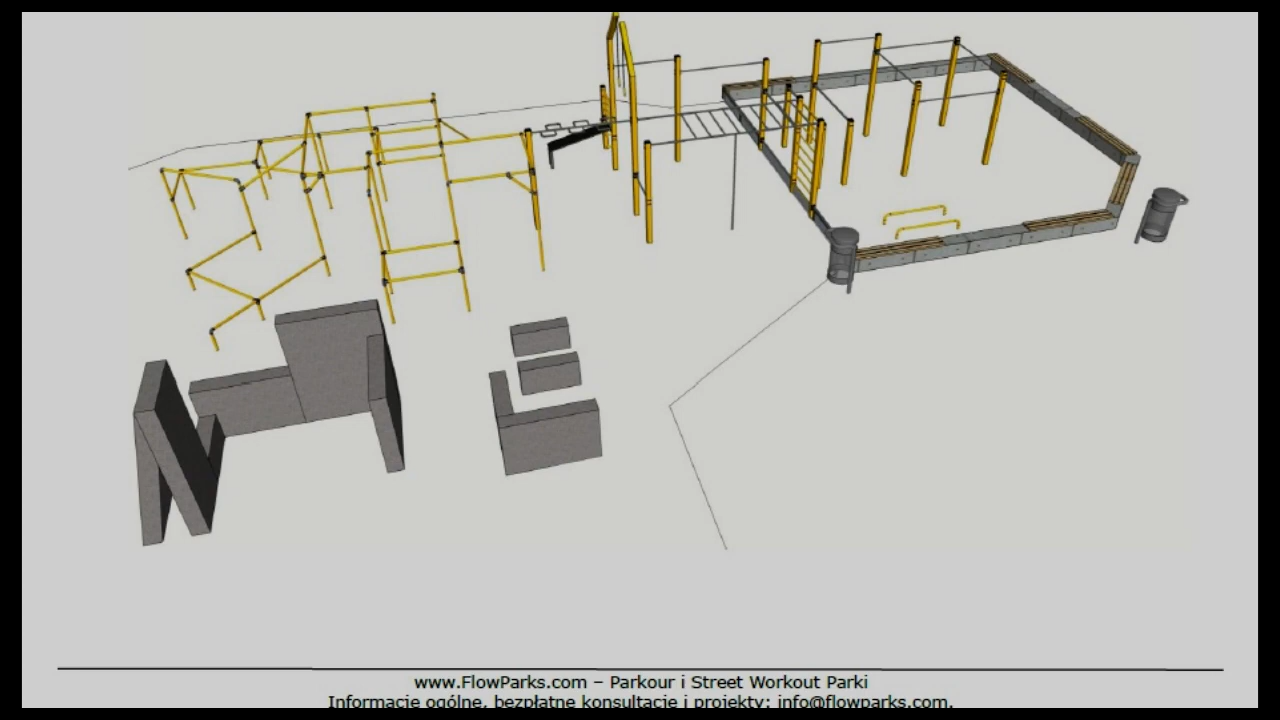 www.FlowParks.com – Parkour i Street Workout Parki
Informacje ogólne, bezpłatne konsultacje i projekty: info@flowparks.com.